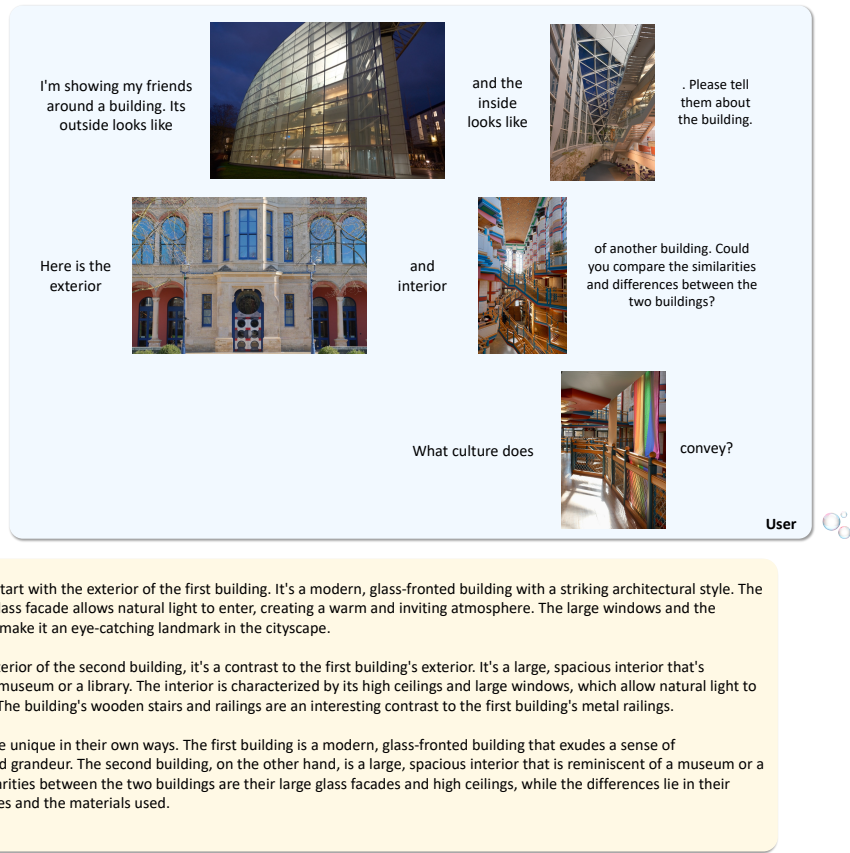 I'm showing my friends
around a building. Its
outside looks like
and the
inside
looks like
. Please tell
them about
the building.
Here is the
exterior
and
interior
of another building. Could
you compare the similarities
and differences between the
two buildings?
What culture does
convey?
User
tart with the exterior of the first building. It's a modern, glass-fronted building with a striking architectural style. The
lass facade allows natural light to enter, creating a warm and inviting atmosphere. The large windows and the
make it an eye-catching landmark in the cityscape.
terior of the second building, it's a contrast to the first building's exterior. It's a large, spacious interior that's
museum or a library. The interior is characterized by its high ceilings and large windows, which allow natural light to
The building's wooden stairs and railings are an interesting contrast to the first building's metal railings.
e unique in their own ways. The first building is a modern, glass-fronted building that exudes a sense of
d grandeur. The second building, on the other hand, is a large, spacious interior that is reminiscent of a museum or a
arities between the two buildings are their large glass facades and high ceilings, while the differences lie in their
es and the materials used.